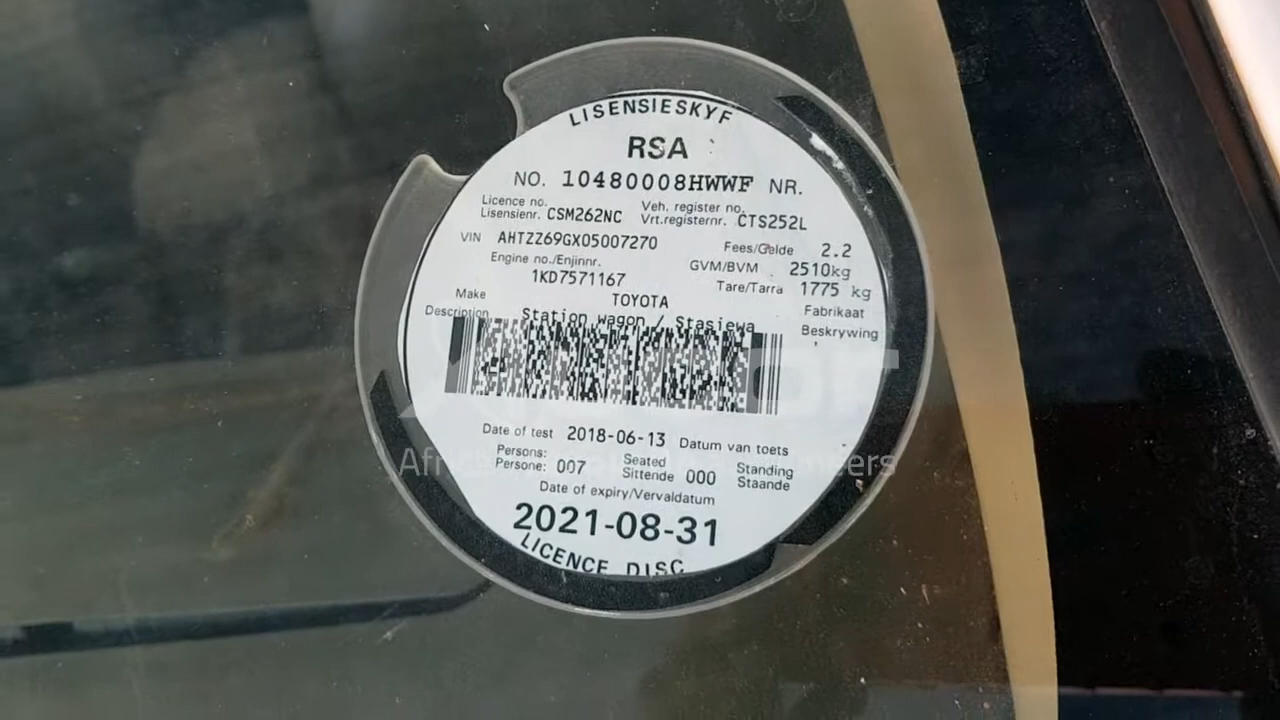 LISENSIESKYF
RSA
NO. 10480008HWWF NR.
Licence no. Veh. register no.
Lisensienr. CSM262NC Vrt.registernr. CTS252L
VIN AHTZZ69GX05007270 Fees/Gelde 2.2
Engine no./Enjinnr. GVM/BVM 2510kg
1KD7571167 Tare/Tarra 1775 kg
Make TOYOTA Fabrikaat
Description Station wagon / Stasiewa Beskrywing
Date of test 2018-06-13 Datum van toets
Persons: Seated Standing
Persone: 007 Sittende 000 Staande
Date of expiry/Vervaldatum
2021-08-31
LICENCE DISC